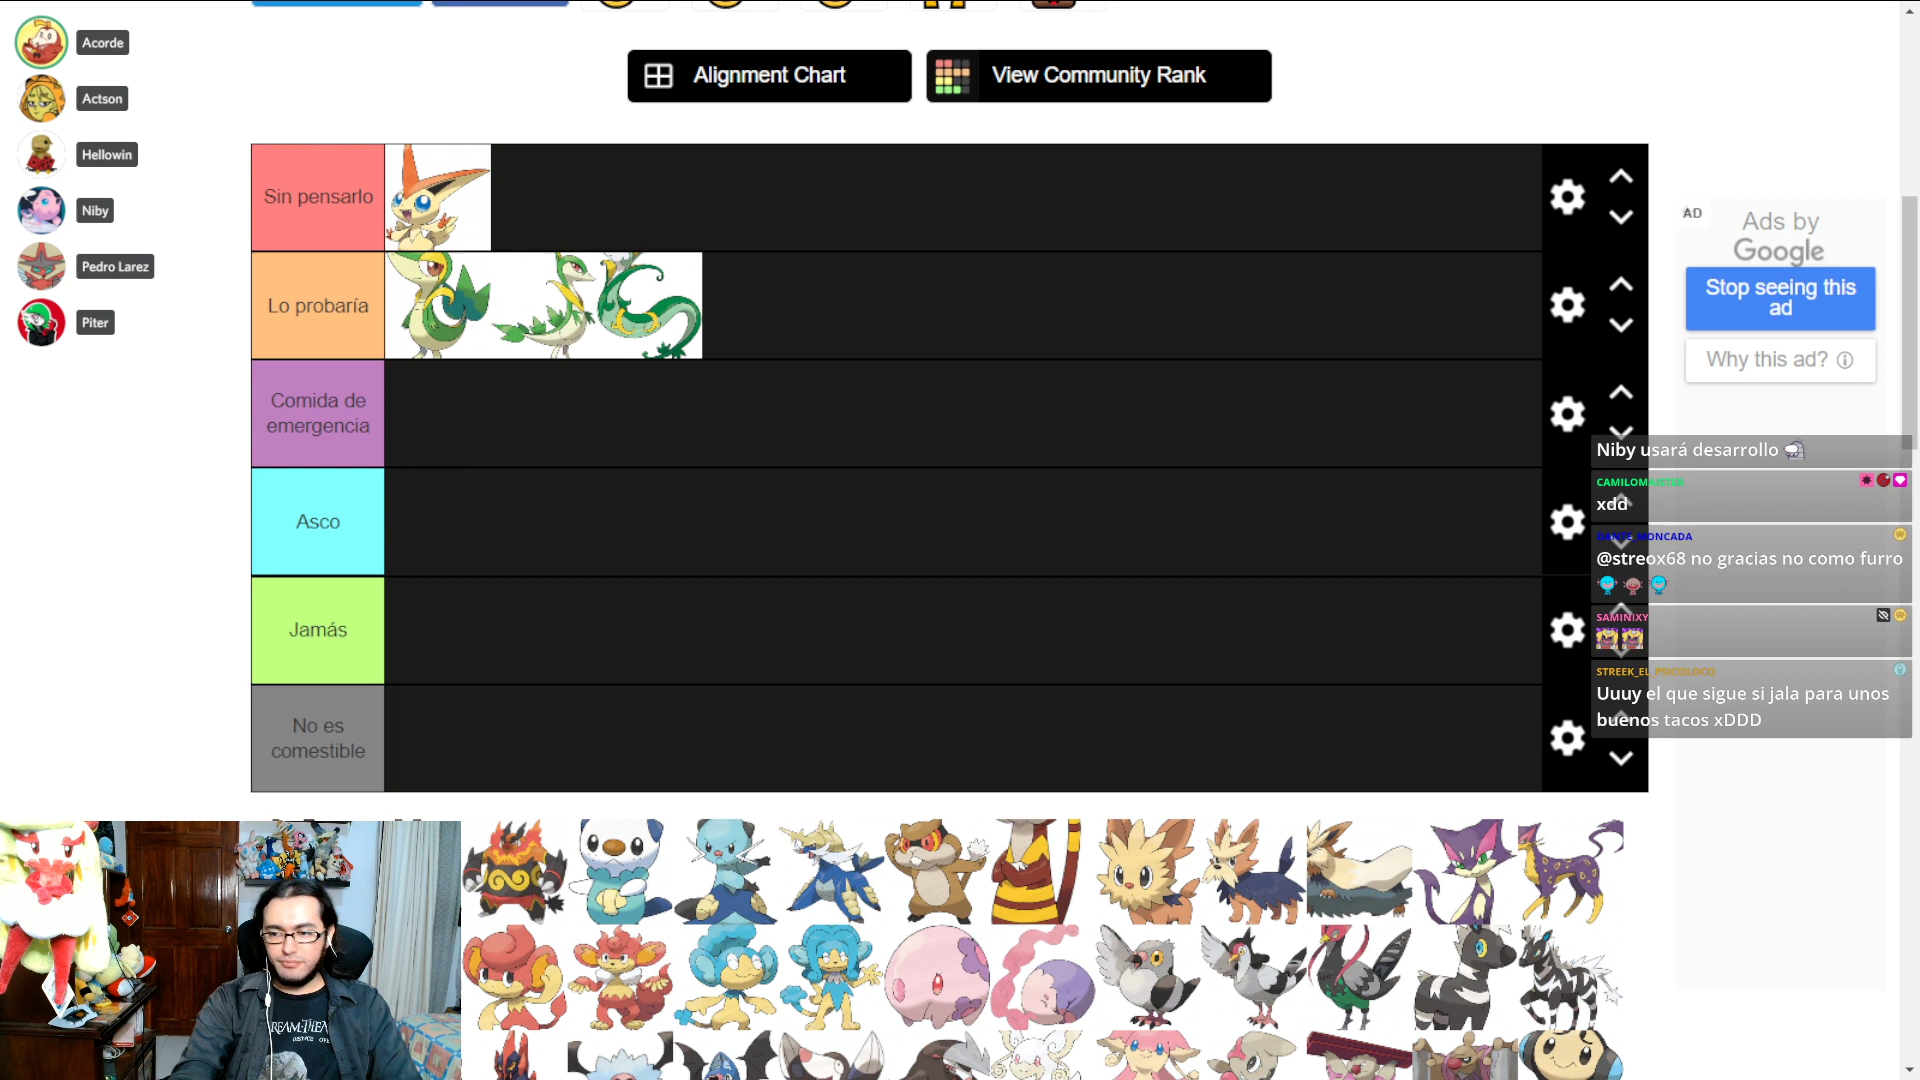 Acorde
Actson
Hellowin
Niby
Pedro Larez
Piter
Alignment Chart
View Community Rank
Sin pensarlo
Lo probaría
Comida de
emergencia
Asco
Jamás
No es
comestible
AD
Ads by
Google
Stop seeing this
ad
Why this ad?
Niby usará desarrollo
xdd
@streox68 no gracias no como furro
SAMINIXY
Uuuy el que sigue si jala para unos
buenos tacos xDDD